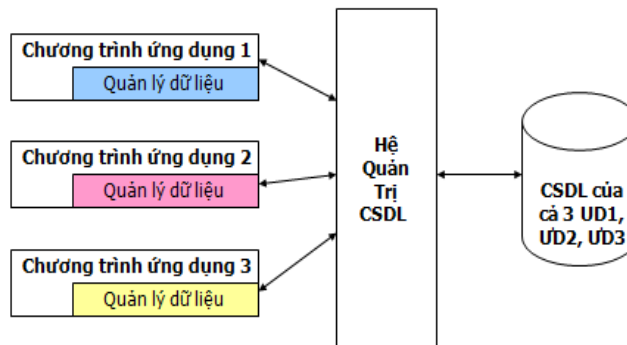 Chương trình ứng dụng 1
Quản lý dữ liệu
Chương trình ứng dụng 2
Quản lý dữ liệu
Chương trình ứng dụng 3
Quản lý dữ liệu
Hệ
Quản
Trị
CSDL
CSDL của
cả 3 UD1,
ƯD2, ƯD3